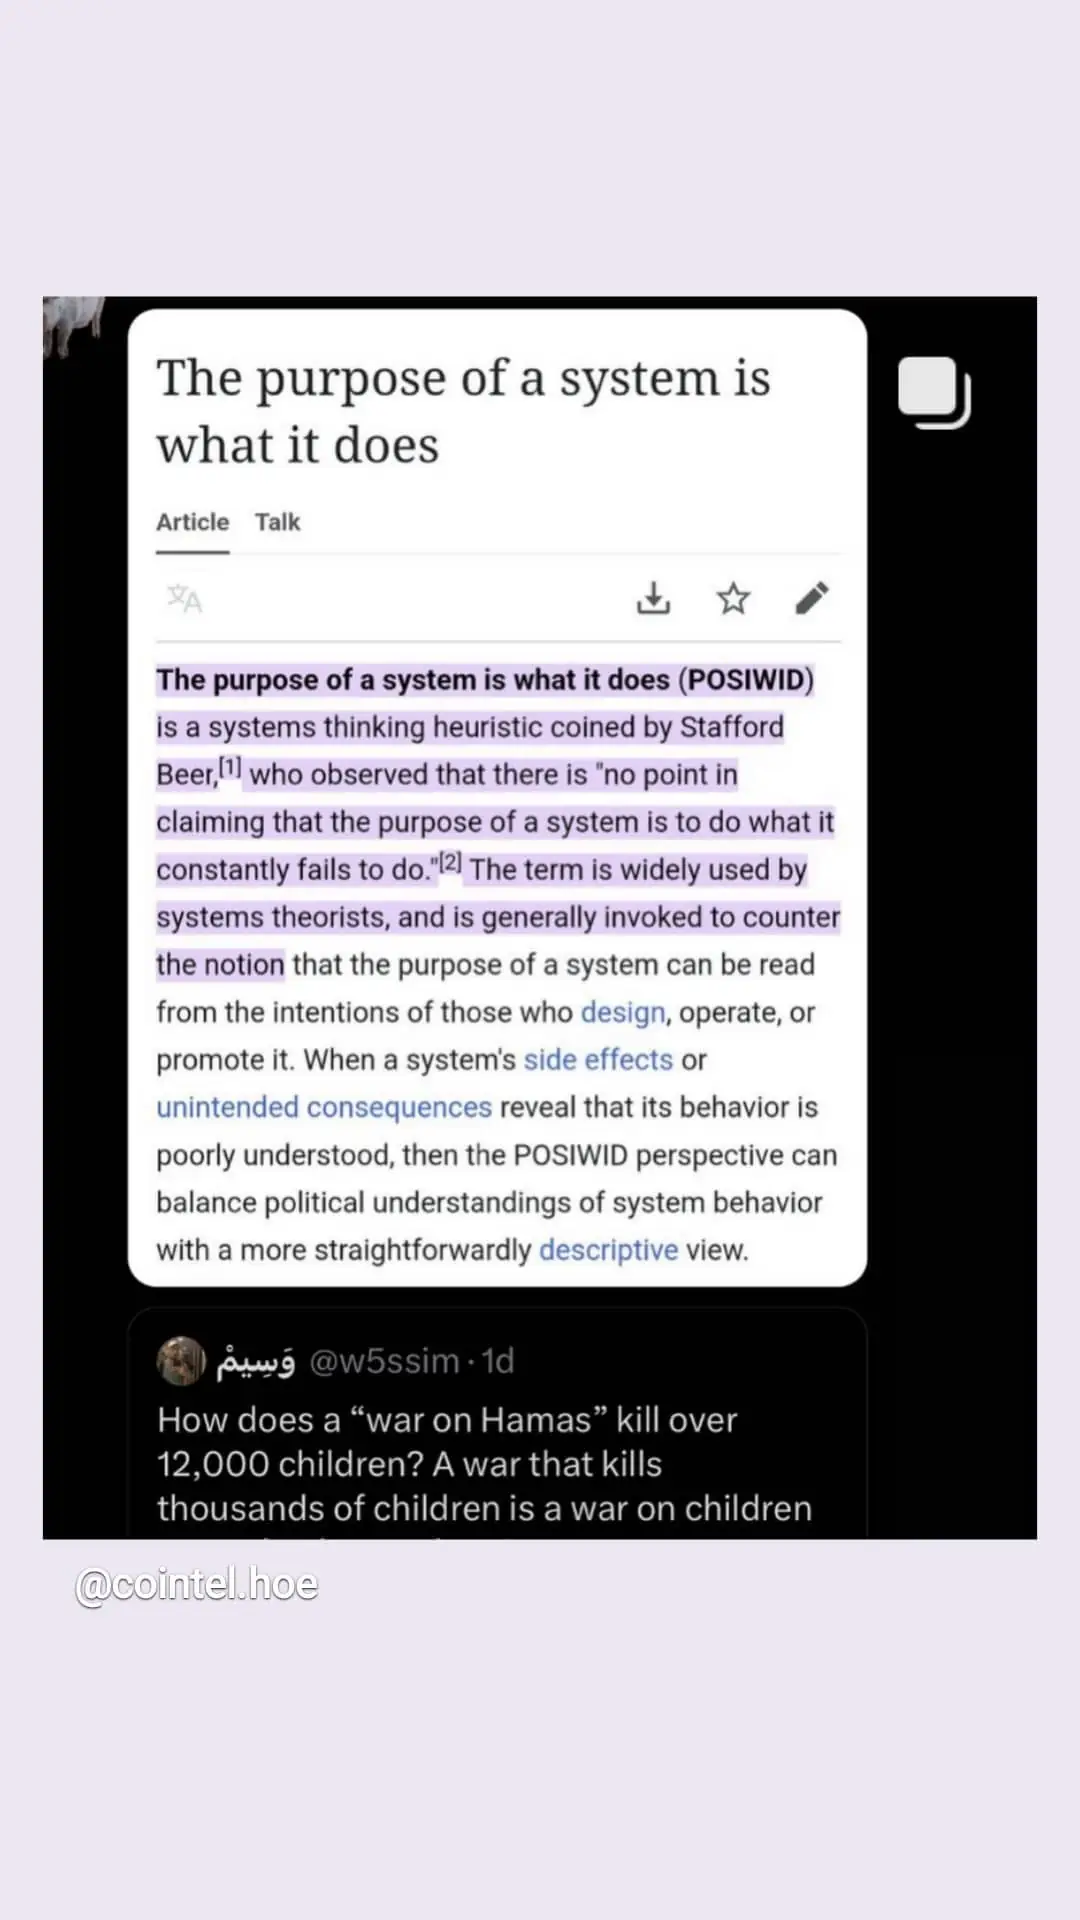 The purpose of a system is
what it does
Article Talk
The purpose of a system is what it does (POSIWID)
is a systems thinking heuristic coined by Stafford
Beer,[1] who observed that there is "no point in
claiming that the purpose of a system is to do what it
constantly fails to do."[2] The term is widely used by
systems theorists, and is generally invoked to counter
the notion that the purpose of a system can be read
from the intentions of those who design, operate, or
promote it. When a system's side effects or
unintended consequences reveal that its behavior is
poorly understood, then the POSIWID perspective can
balance political understandings of system behavior
with a more straightforwardly descriptive view.
وَسِيمْ @w5ssim · 1d
How does a “war on Hamas” kill over
12,000 children? A war that kills
thousands of children is a war on children
@cointel.hoe